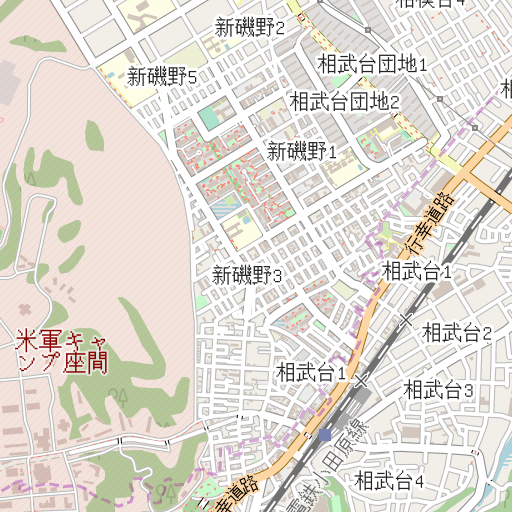 新磯野2
相模台4
相武台団地1
新磯野5
相武台団地2
新磯野1
行幸道路
相武台1
新磯野3
相武台2
米軍キャ
ンプ座間
相武台1
相武台3
小田原線
相武台4
幸道路